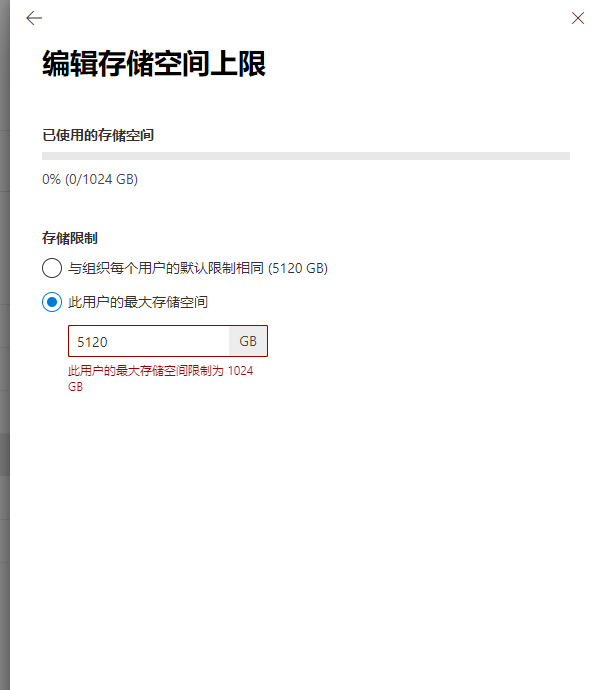 编辑存储空间上限
已使用的存储空间
0% (0/1024 GB)
存储限制
与组织每个用户的默认限制相同 (5120 GB)
此用户的最大存储空间
5120 GB
此用户的最大存储空间限制为 1024
GB